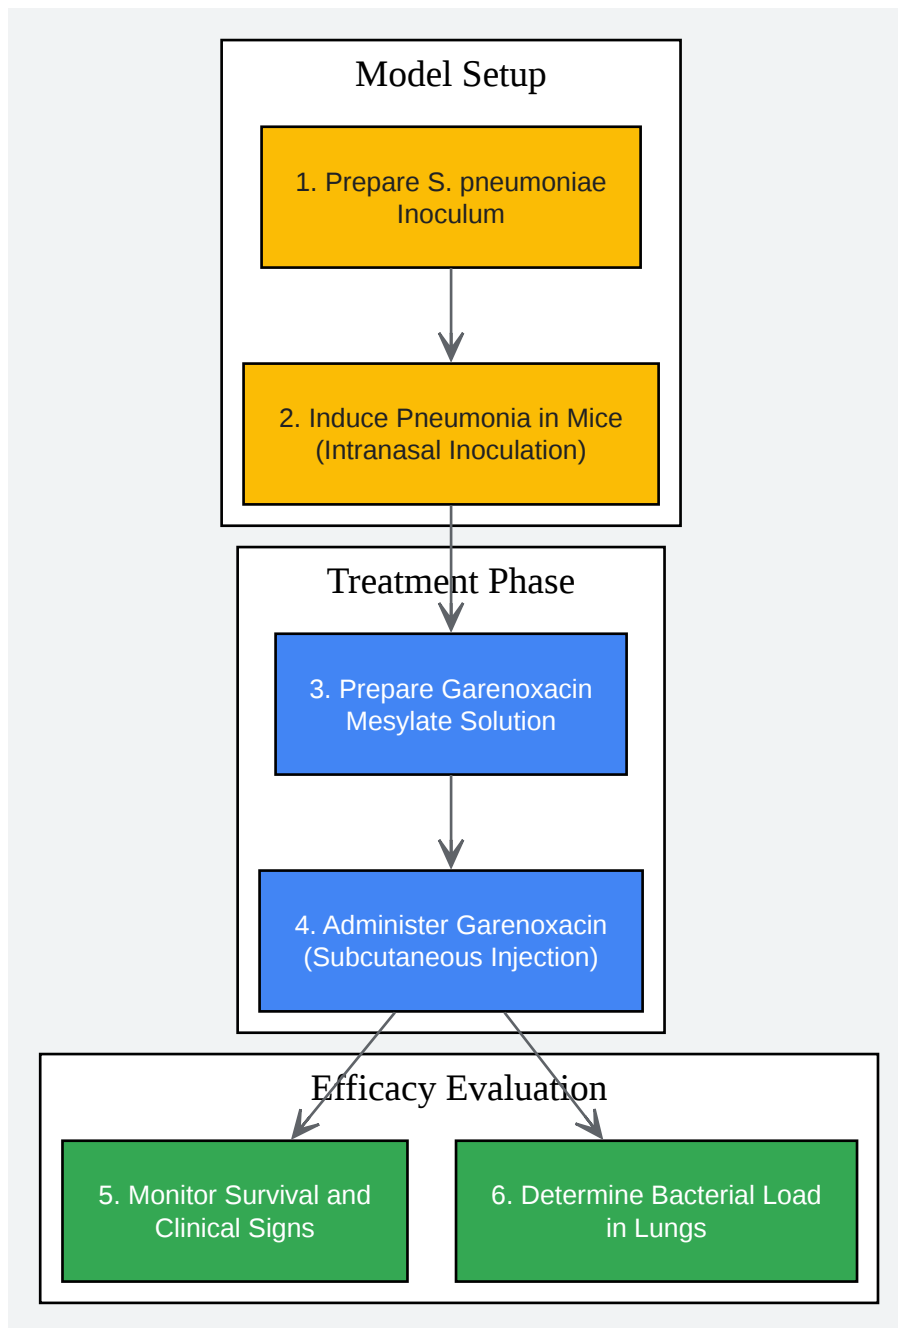 Model Setup
1. Prepare S. pneumoniae
Inoculum
2. Induce Pneumonia in Mice
(Intranasal Inoculation)
Treatment Phase
3. Prepare Garenoxacin
Mesylate Solution
4. Administer Garenoxacin
(Subcutaneous Injection)
Efficacy Evaluation
5. Monitor Survival and
Clinical Signs
6. Determine Bacterial Load
in Lungs